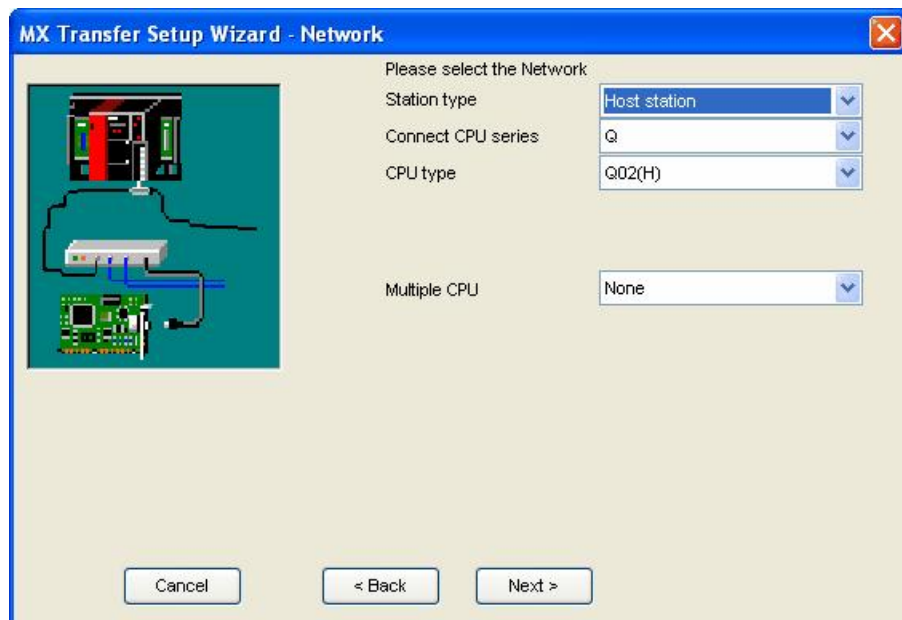 MX Transfer Setup Wizard - Network
Please select the Network
Station type Host station
Connect CPU series Q
CPU type Q02(H)
Multiple CPU None
Cancel < Back Next >